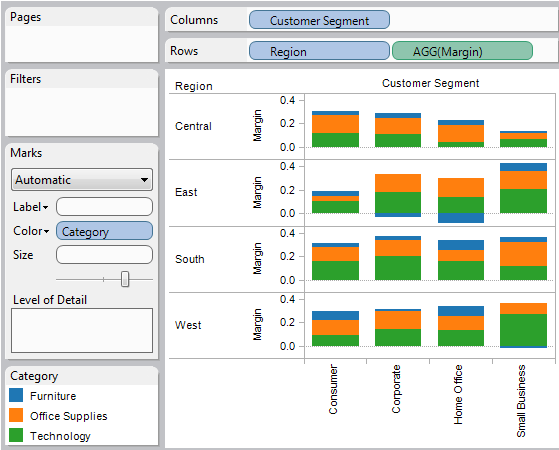 Pages
Columns
Customer Segment
Rows
Region
AGG(Margin)
Filters
Marks
Automatic
Label
Color
Category
Size
Level of Detail
Category
Furniture
Office Supplies
Technology
Region
Customer Segment
Central
Margin
0.4
0.2
0.0
East
Margin
0.4
0.2
0.0
South
Margin
0.4
0.2
0.0
West
Margin
0.4
0.2
0.0
Consumer
Corporate
Home Office
Small Business